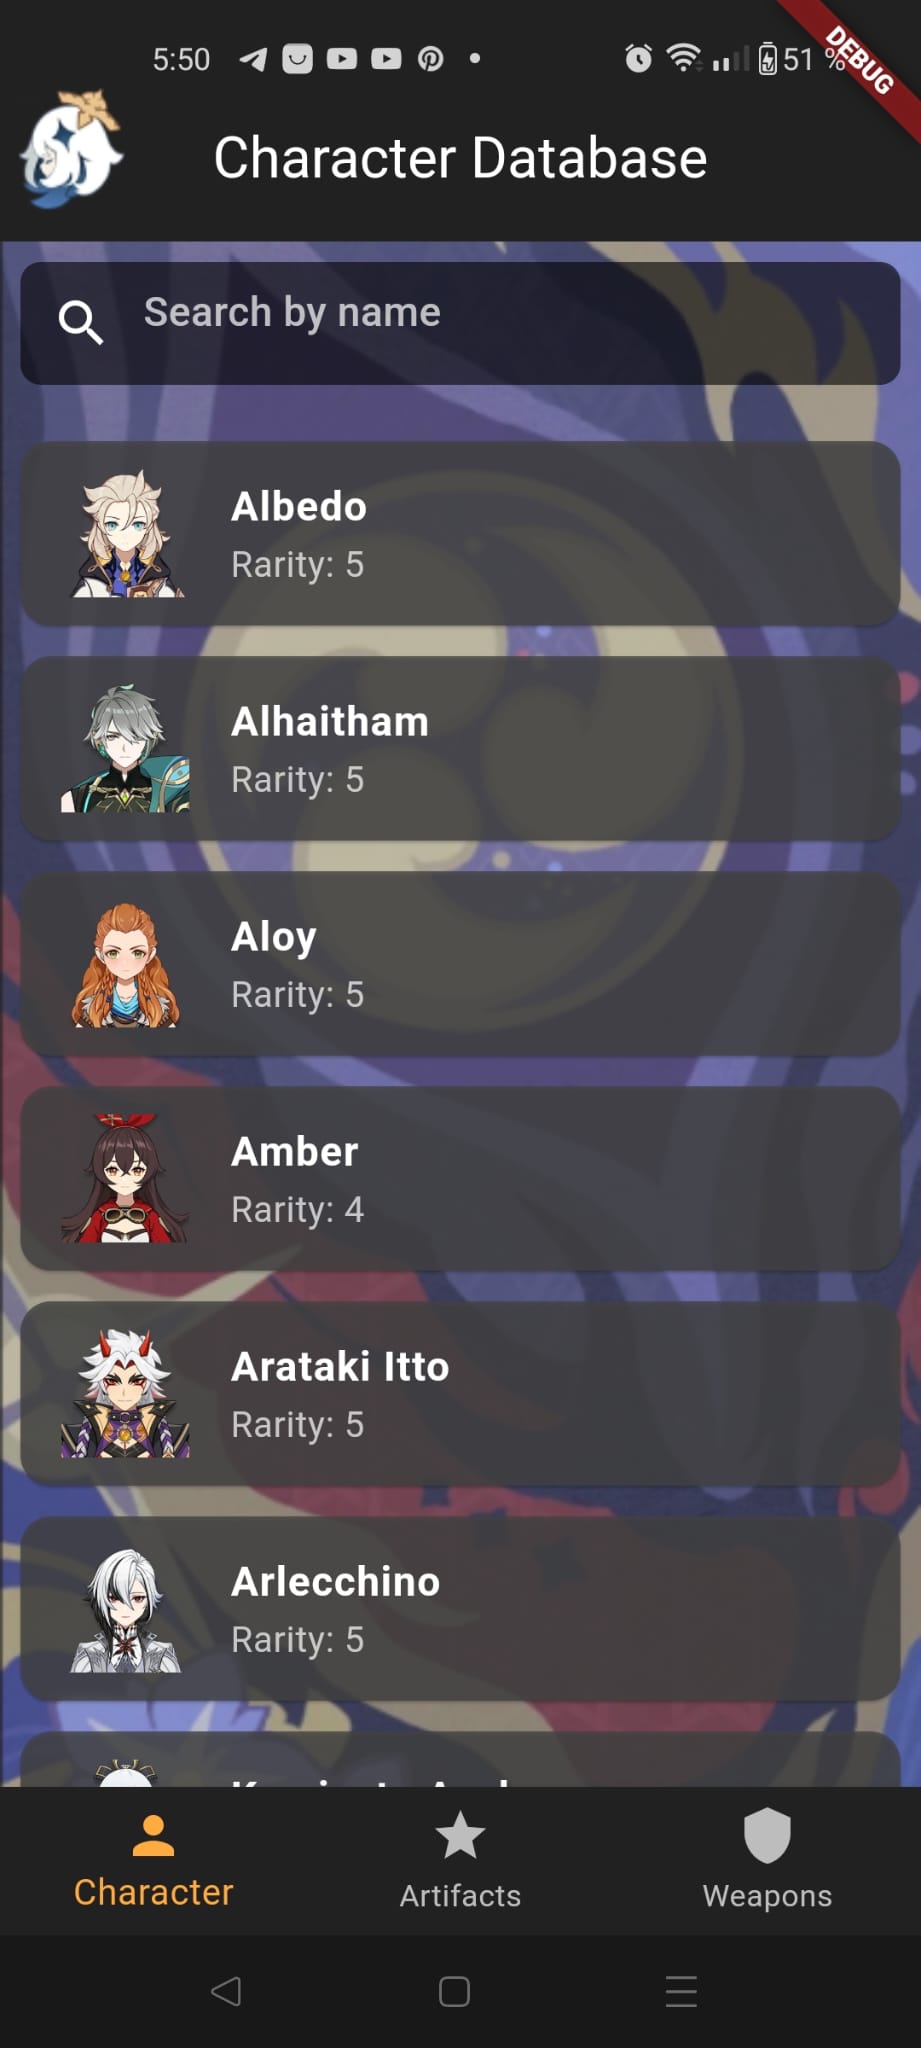 5:50
51 %
DEBUG
Character Database
Search by name
Albedo
Rarity: 5
Alhaitham
Rarity: 5
Aloy
Rarity: 5
Amber
Rarity: 4
Arataki Itto
Rarity: 5
Arlecchino
Rarity: 5
Character
Artifacts
Weapons